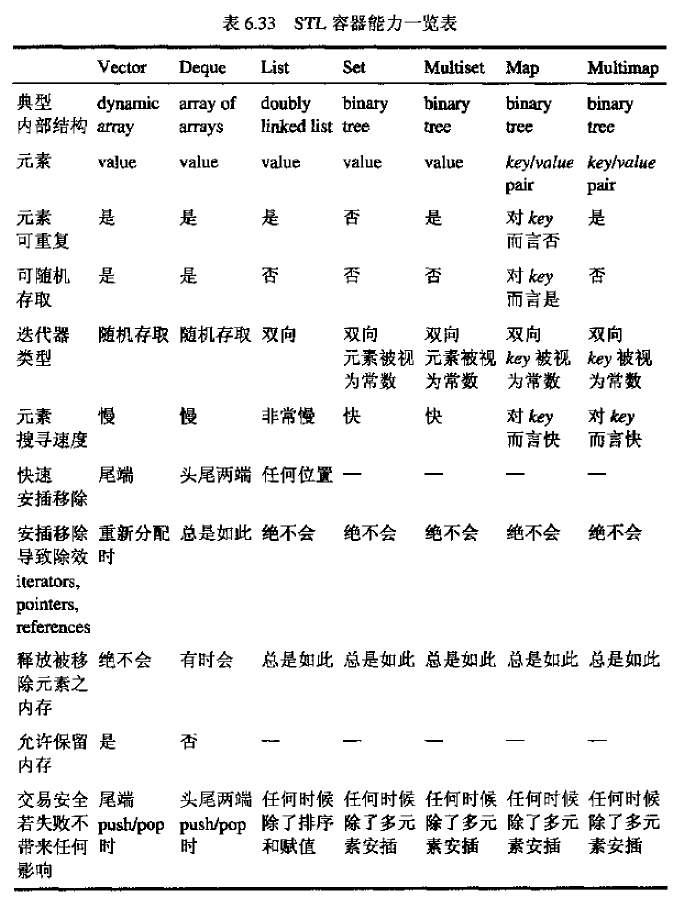 表 6.33 STL 容器能力一览表
Vector Deque List Set Multiset Map Multimap
典型 dynamic array of doubly binary binary binary binary
内部结构 array arrays linked list tree tree tree tree
元素 value value value value value key/value key/value
pair pair
元素 是 是 是 否 是 对 key 是
可重复 而言否
可随机 是 是 否 否 否 对 key 否
存取 而言是
迭代器 随机存取 随机存取 双向 双向 双向 双向 双向
类型 元素被视 元素被视 key 被视 key 被视
为常数 为常数 为常数 为常数
元素 慢 慢 非常慢 快 快 对 key 对 key
搜寻速度 而言快 而言快
快速 尾端 头尾两端 任何位置 — — — —
安插移除
安插移除 重新分配 总是如此 绝不会 绝不会 绝不会 绝不会 绝不会
导致除效 时
iterators,
pointers,
references
释放被移 绝不会 有时会 总是如此 总是如此 总是如此 总是如此 总是如此
除元素之
内存
允许保留 是 否 — — — — —
内存
交易安全 尾端 头尾两端 任何时候 任何时候 任何时候 任何时候 任何时候
若失败不 push/pop push/pop 除了排序 除了多元 除了多元 除了多元 除了多元
带来任何 时 时 和赋值 素安插 素安插 素安插 素安插
影响